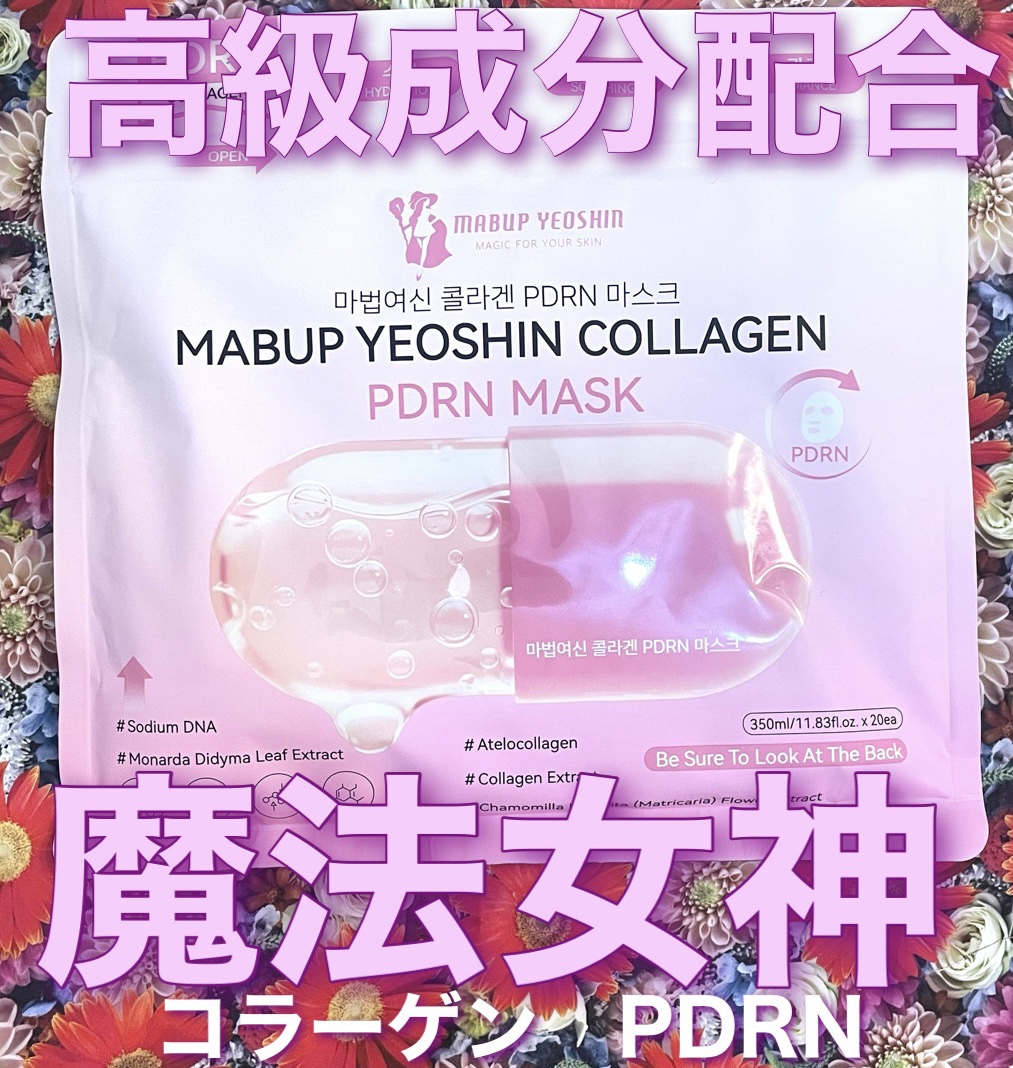 高級成分配合
OPEN
MABUP YEOSHIN
MAGIC FOR YOUR SKIN
마법여신 콜라겐 PDRN 마스크
MABUP YEOSHIN COLLAGEN
PDRN MASK
PDRN
마법여신 콜라겐 PDRN 마스크
#Sodium DNA
#Monarda Didyma Leaf Extract
350ml/11.83fl.oz. x 20ea
Be Sure To Look At The Back
# Atelocollagen
# Collagen Extract
魔法女神
コラーゲン PDRN